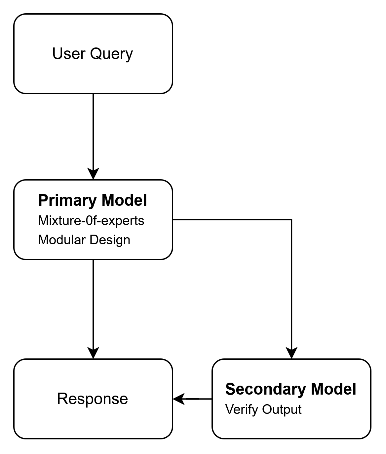 User Query
Primary Model
Mixture-0f-experts
Modular Design
Response
Secondary Model
Verify Output